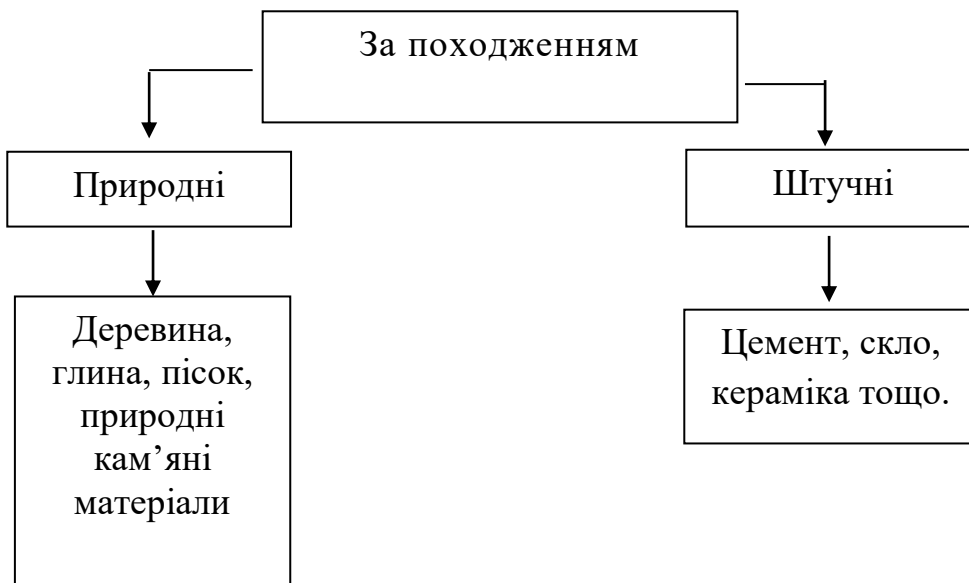 За походженням
Природні
Штучні
Деревина,
глина, пісок,
природні
кам’яні
матеріали
Цемент, скло,
кераміка тощо.